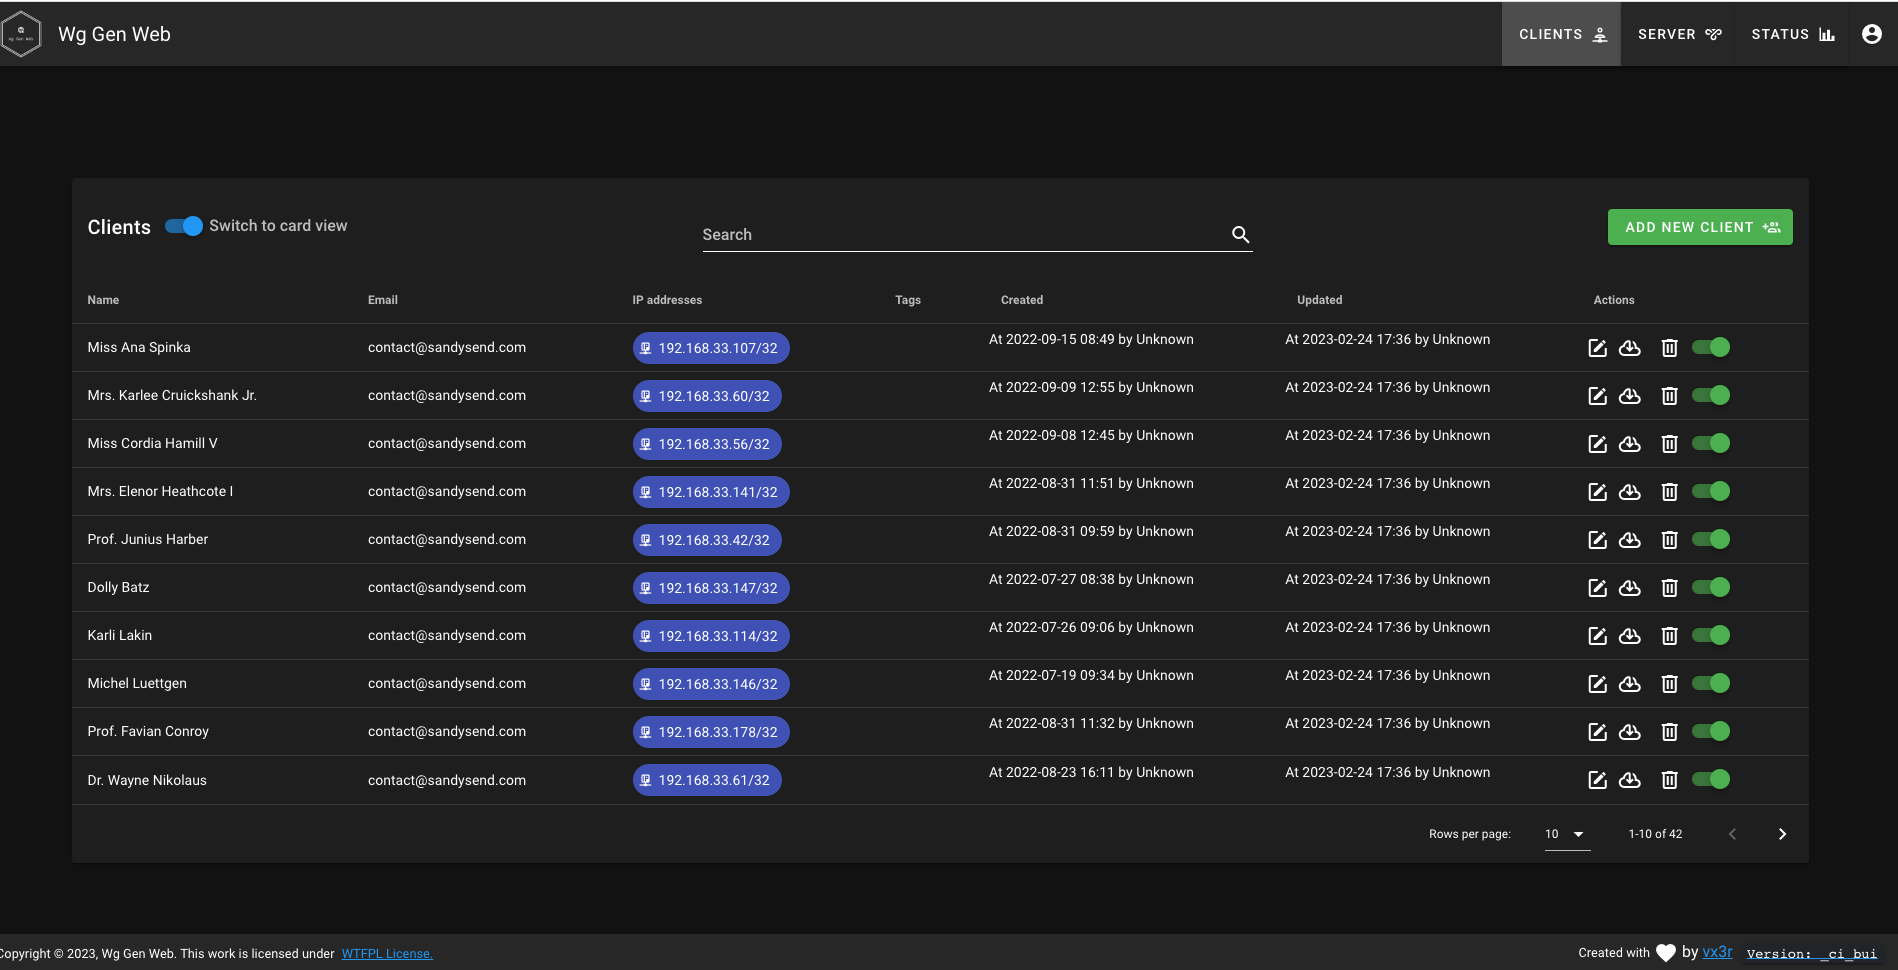 Wg Gen Web
CLIENTS
SERVER
STATUS
Clients
Switch to card view
Search
ADD NEW CLIENT
Name Email IP addresses Tags Created Updated Actions
Miss Ana Spinka contact@sandysend.com 192.168.33.107/32 At 2022-09-15 08:49 by Unknown At 2023-02-24 17:36 by Unknown
Mrs. Karlee Cruickshank Jr. contact@sandysend.com 192.168.33.60/32 At 2022-09-09 12:55 by Unknown At 2023-02-24 17:36 by Unknown
Miss Cordia Hamill V contact@sandysend.com 192.168.33.56/32 At 2022-09-08 12:45 by Unknown At 2023-02-24 17:36 by Unknown
Mrs. Elenor Heathcote I contact@sandysend.com 192.168.33.141/32 At 2022-08-31 11:51 by Unknown At 2023-02-24 17:36 by Unknown
Prof. Junius Harber contact@sandysend.com 192.168.33.42/32 At 2022-08-31 09:59 by Unknown At 2023-02-24 17:36 by Unknown
Dolly Batz contact@sandysend.com 192.168.33.147/32 At 2022-07-27 08:38 by Unknown At 2023-02-24 17:36 by Unknown
Karli Lakin contact@sandysend.com 192.168.33.114/32 At 2022-07-26 09:06 by Unknown At 2023-02-24 17:36 by Unknown
Michel Luettgen contact@sandysend.com 192.168.33.146/32 At 2022-07-19 09:34 by Unknown At 2023-02-24 17:36 by Unknown
Prof. Favian Conroy contact@sandysend.com 192.168.33.178/32 At 2022-08-31 11:32 by Unknown At 2023-02-24 17:36 by Unknown
Dr. Wayne Nikolaus contact@sandysend.com 192.168.33.61/32 At 2022-08-23 16:11 by Unknown At 2023-02-24 17:36 by Unknown
Rows per page: 10 1-10 of 42
Copyright © 2023, Wg Gen Web. This work is licensed under WTFPL License.
Created with by vx3r Version: _ci_bui